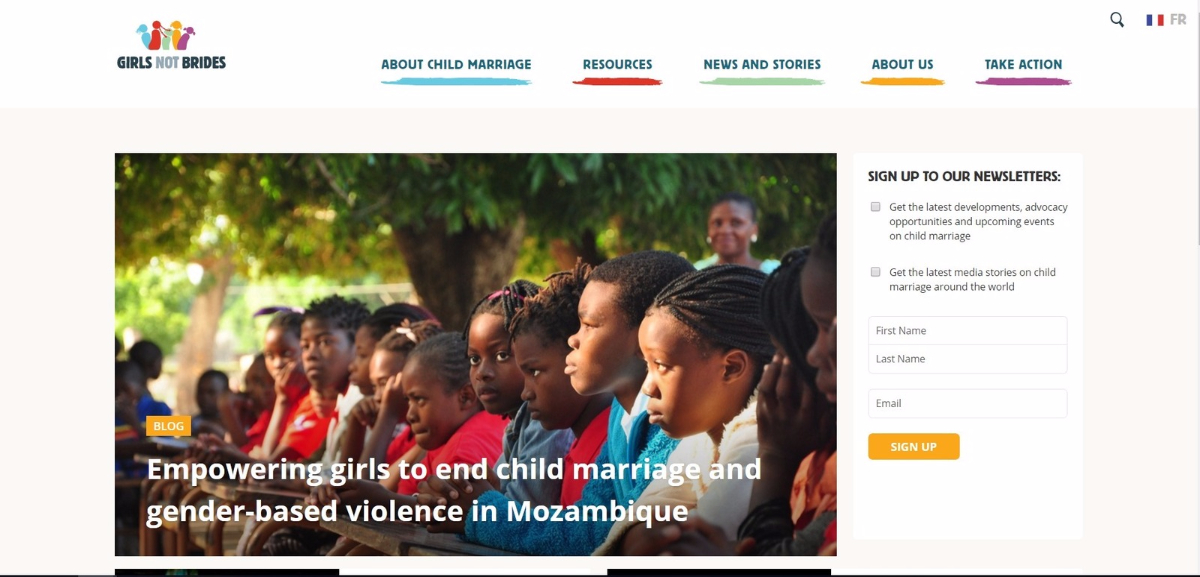 FR
GIRLS NOT BRIDES
ABOUT CHILD MARRIAGE
RESOURCES
NEWS AND STORIES
ABOUT US
TAKE ACTION
BLOG
Empowering girls to end child marriage and
gender-based violence in Mozambique
SIGN UP TO OUR NEWSLETTERS:
Get the latest developments, advocacy
opportunities and upcoming events
on child marriage
Get the latest media stories on child
marriage around the world
First Name
Last Name
Email
SIGN UP